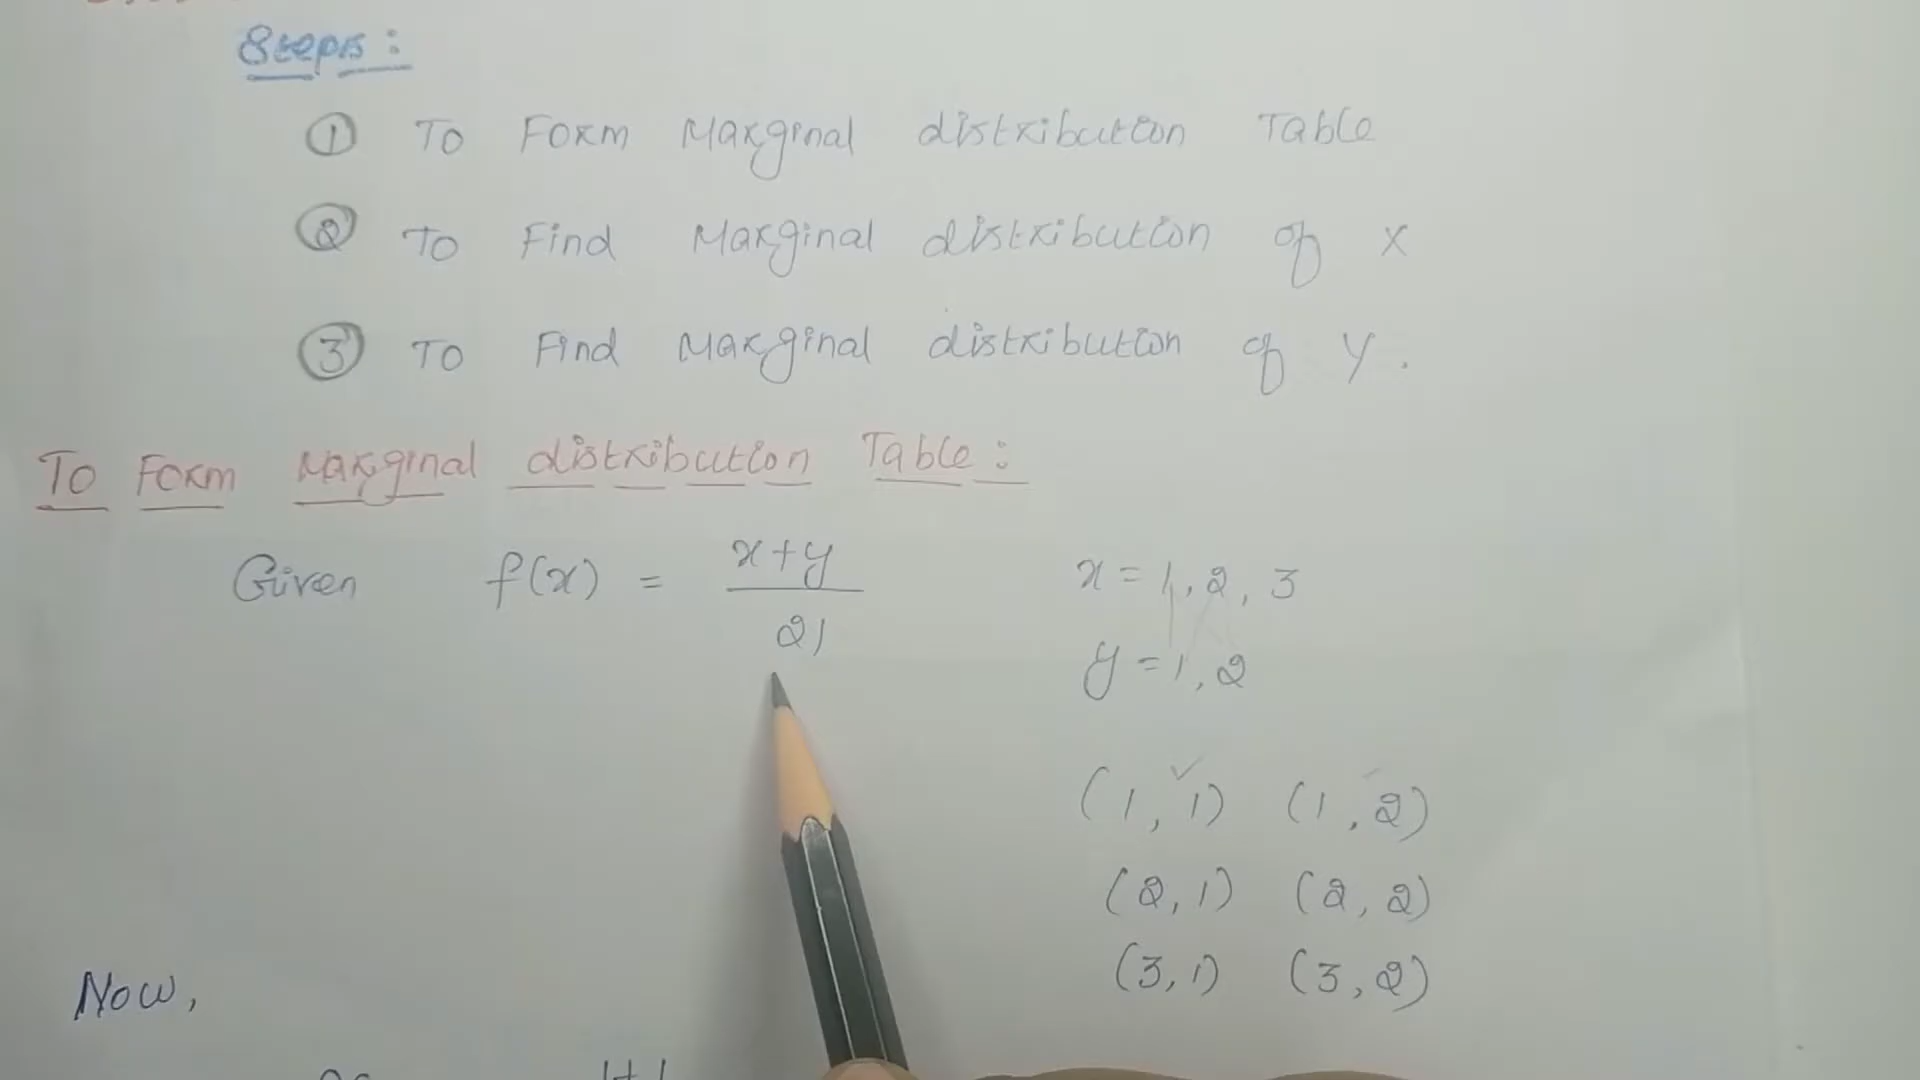 Steps:
① To Form Marginal distribution Table
② To Find Marginal distribution of X
③ To Find Marginal distribution of Y.
To Form Marginal distribution Table:
Given f(x) = x+y / 21 x = 1, 2, 3
y = 1, 2
(1, 1) (1, 2)
(2, 1) (2, 2)
(3, 1) (3, 2)
Now,
1+1